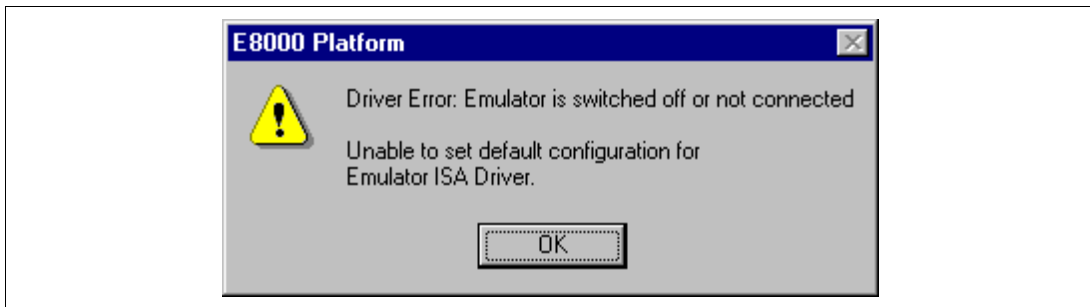 E8000 Platform
Driver Error: Emulator is switched off or not connected
Unable to set default configuration for
Emulator ISA Driver.
OK